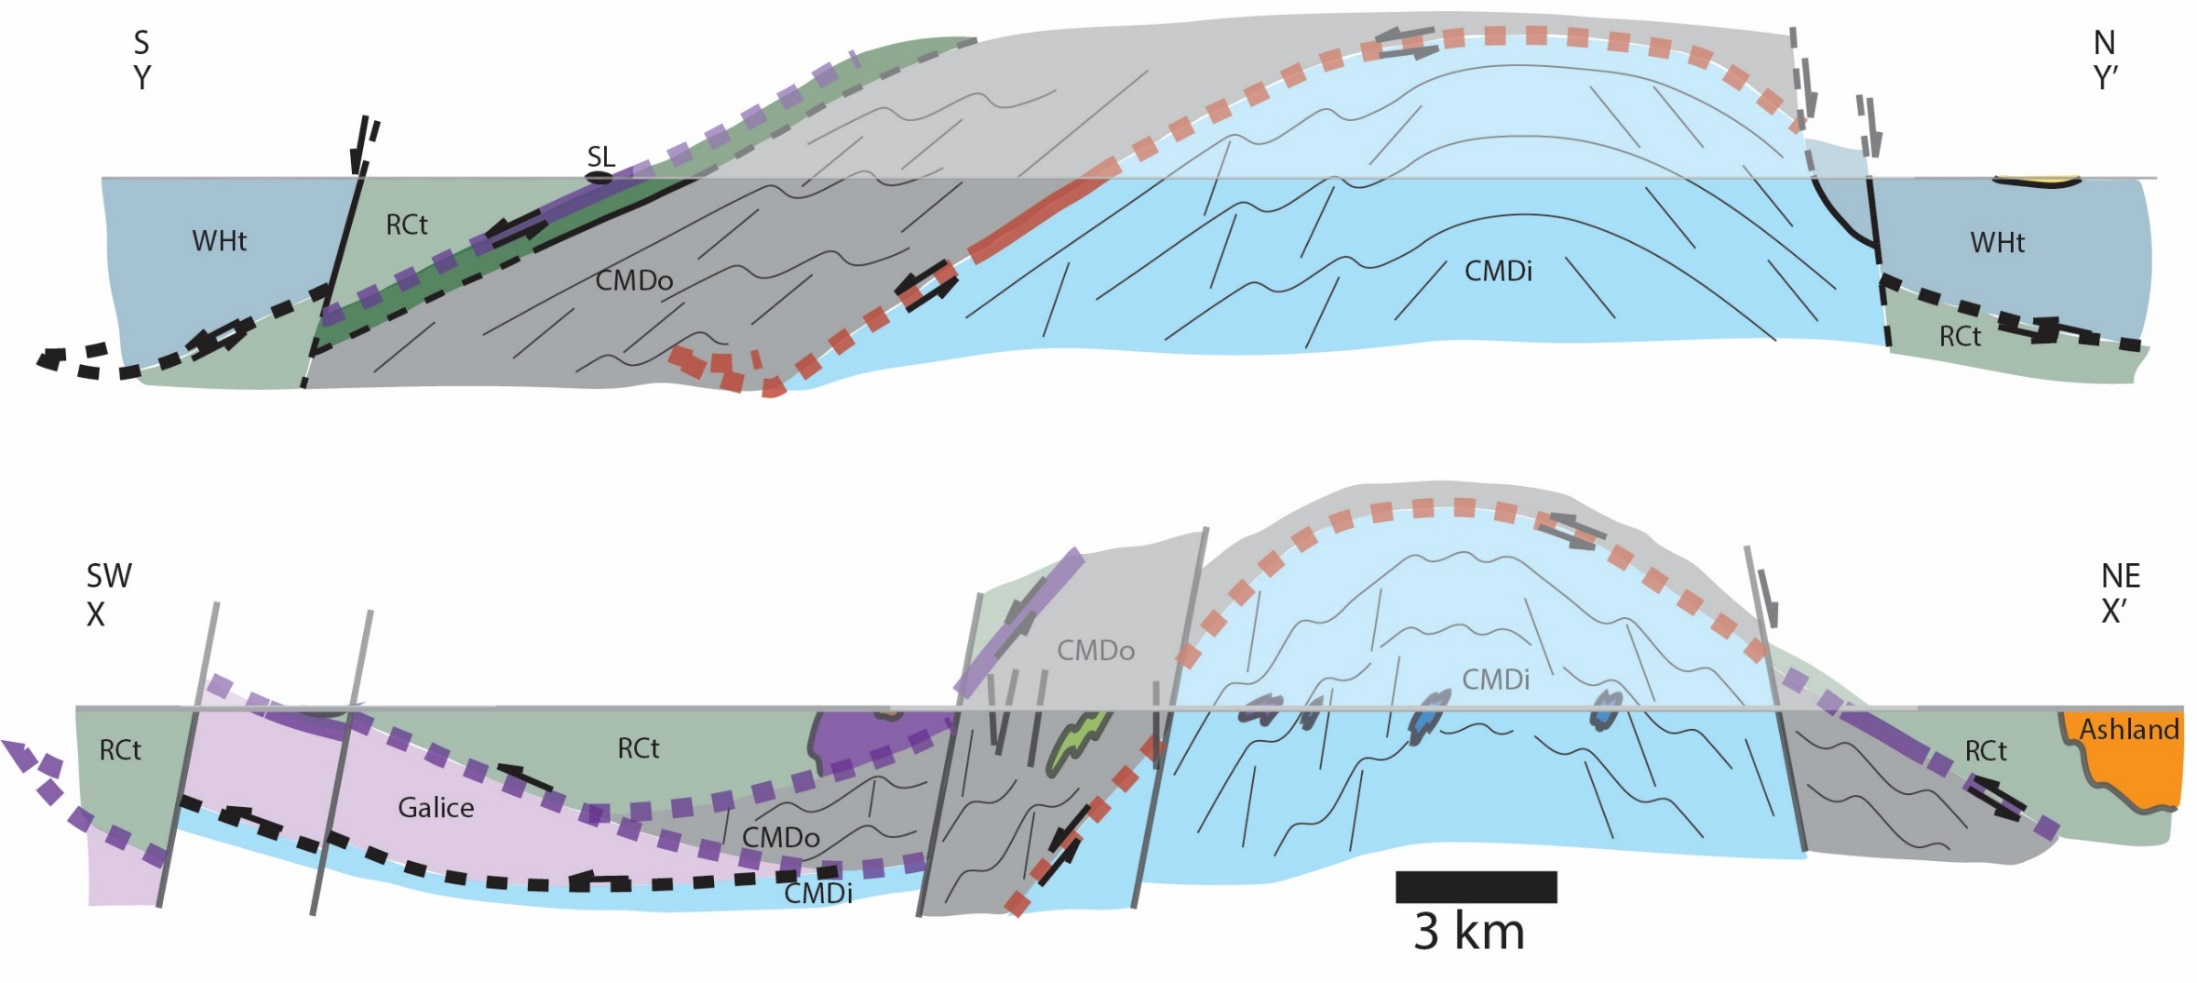 S
Y
N
Y’
SL
WHt
RCt
CMDo
CMDi
WHt
RCt
SW
X
NE
X’
CMDo
CMDi
RCt
RCt
Galice
CMDo
CMDi
RCt
Ashland
3 km